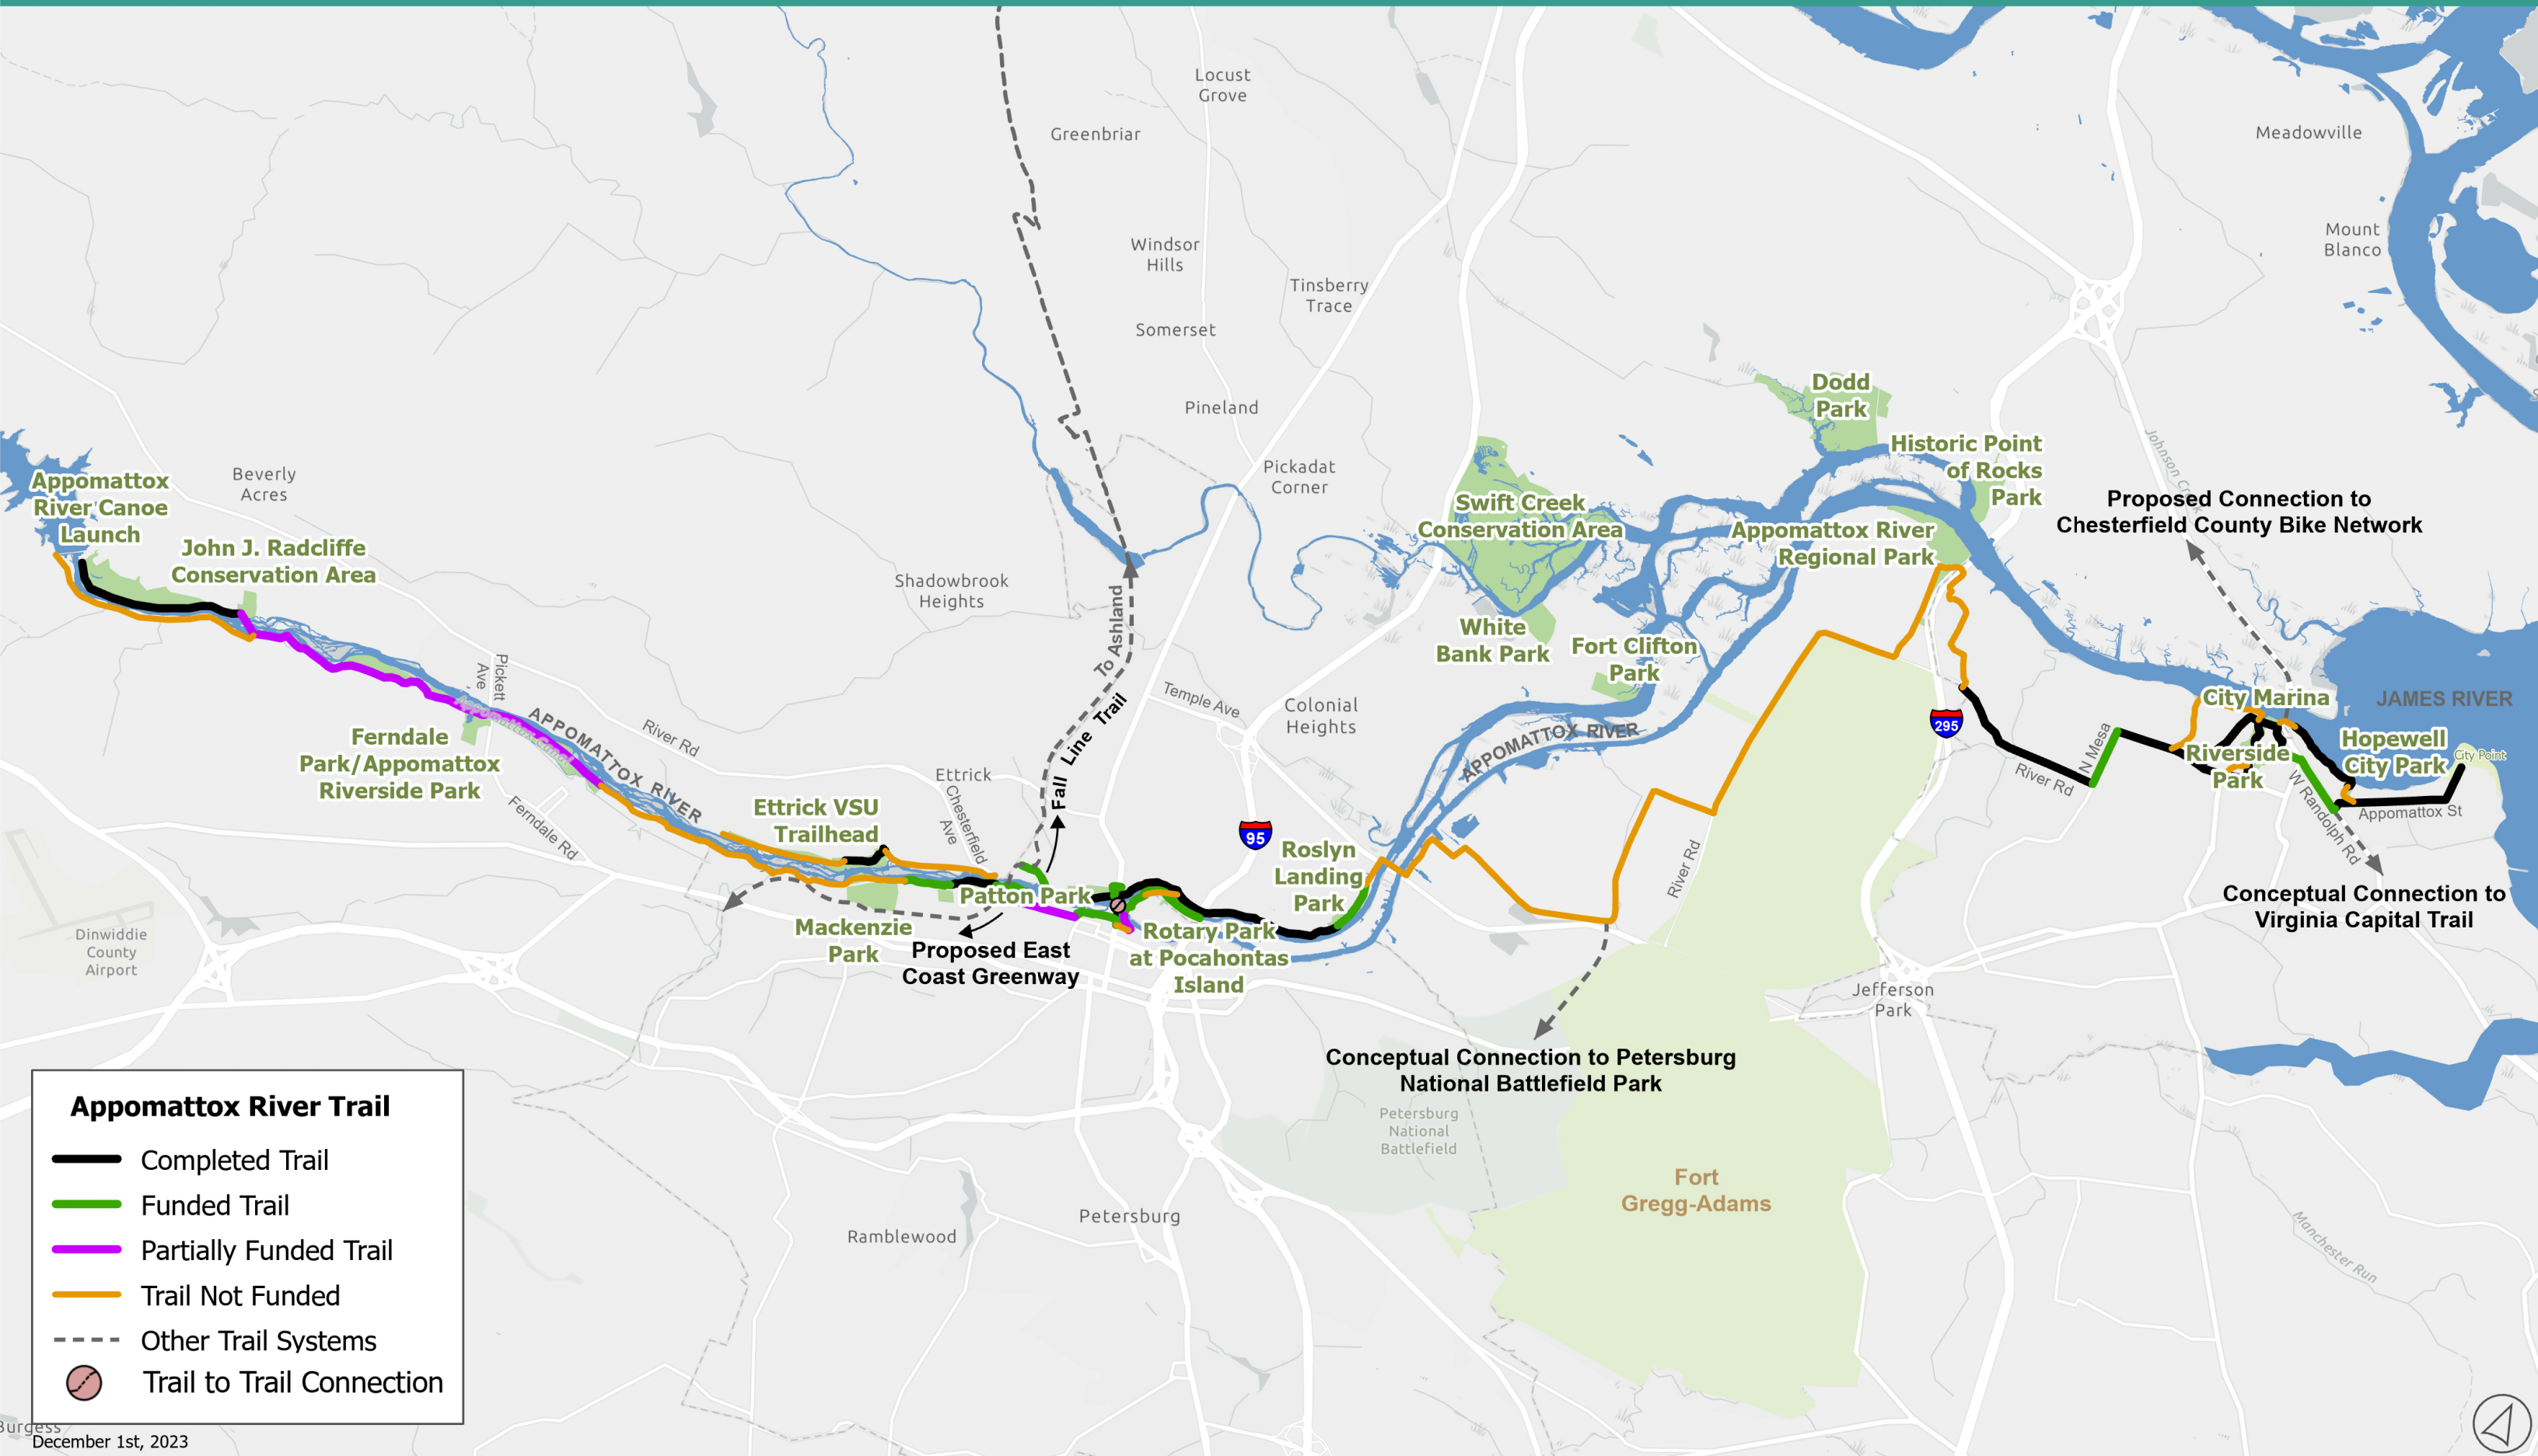 Locust
Grove
Greenbriar
Meadowville
Windsor
Hills
Mount
Blanco
Tinsberry
Trace
Somerset
Pineland
Dodd
Park
Historic Point
of Rocks
Park
Johnson
Pickadat
Corner
Beverly
Acres
Appomattox
River Canoe
Launch
Swift Creek
Conservation Area
Proposed Connection to
Chesterfield County Bike Network
Appomattox River
Regional Park
John J. Radcliffe
Conservation Area
Shadowbrook
Heights
To Ashland
White
Bank Park
Fort Clifton
Park
Pickett
Ave
Temple Ave
Colonial
Heights
City Marina
JAMES RIVER
Appomattox
APPOMATTOX RIVER
River Rd
Fall Line Trail
APPOMATTOX RIVER
295
N Mesa
Hopewell
City Park
City Point
Riverside
Park
Ferndale
Park/Appomattox
Riverside Park
Ettrick
Chesterfield
Ave
River Rd
W Randolph Rd
Appomattox St
Ferndale Rd
Ettrick VSU
Trailhead
95
Roslyn
Landing
Park
River Rd
Patton Park
Conceptual Connection to
Virginia Capital Trail
Mackenzie
Park
Proposed East
Coast Greenway
Rotary Park
at Pocahontas
Island
Dinwiddie
County
Airport
Jefferson
Park
Conceptual Connection to Petersburg
National Battlefield Park
Petersburg
National
Battlefield
Fort
Gregg-Adams
Petersburg
Ramblewood
Manchester Run
Appomattox River Trail
Completed Trail
Funded Trail
Partially Funded Trail
Trail Not Funded
Other Trail Systems
Trail to Trail Connection
Burgess
December 1st, 2023